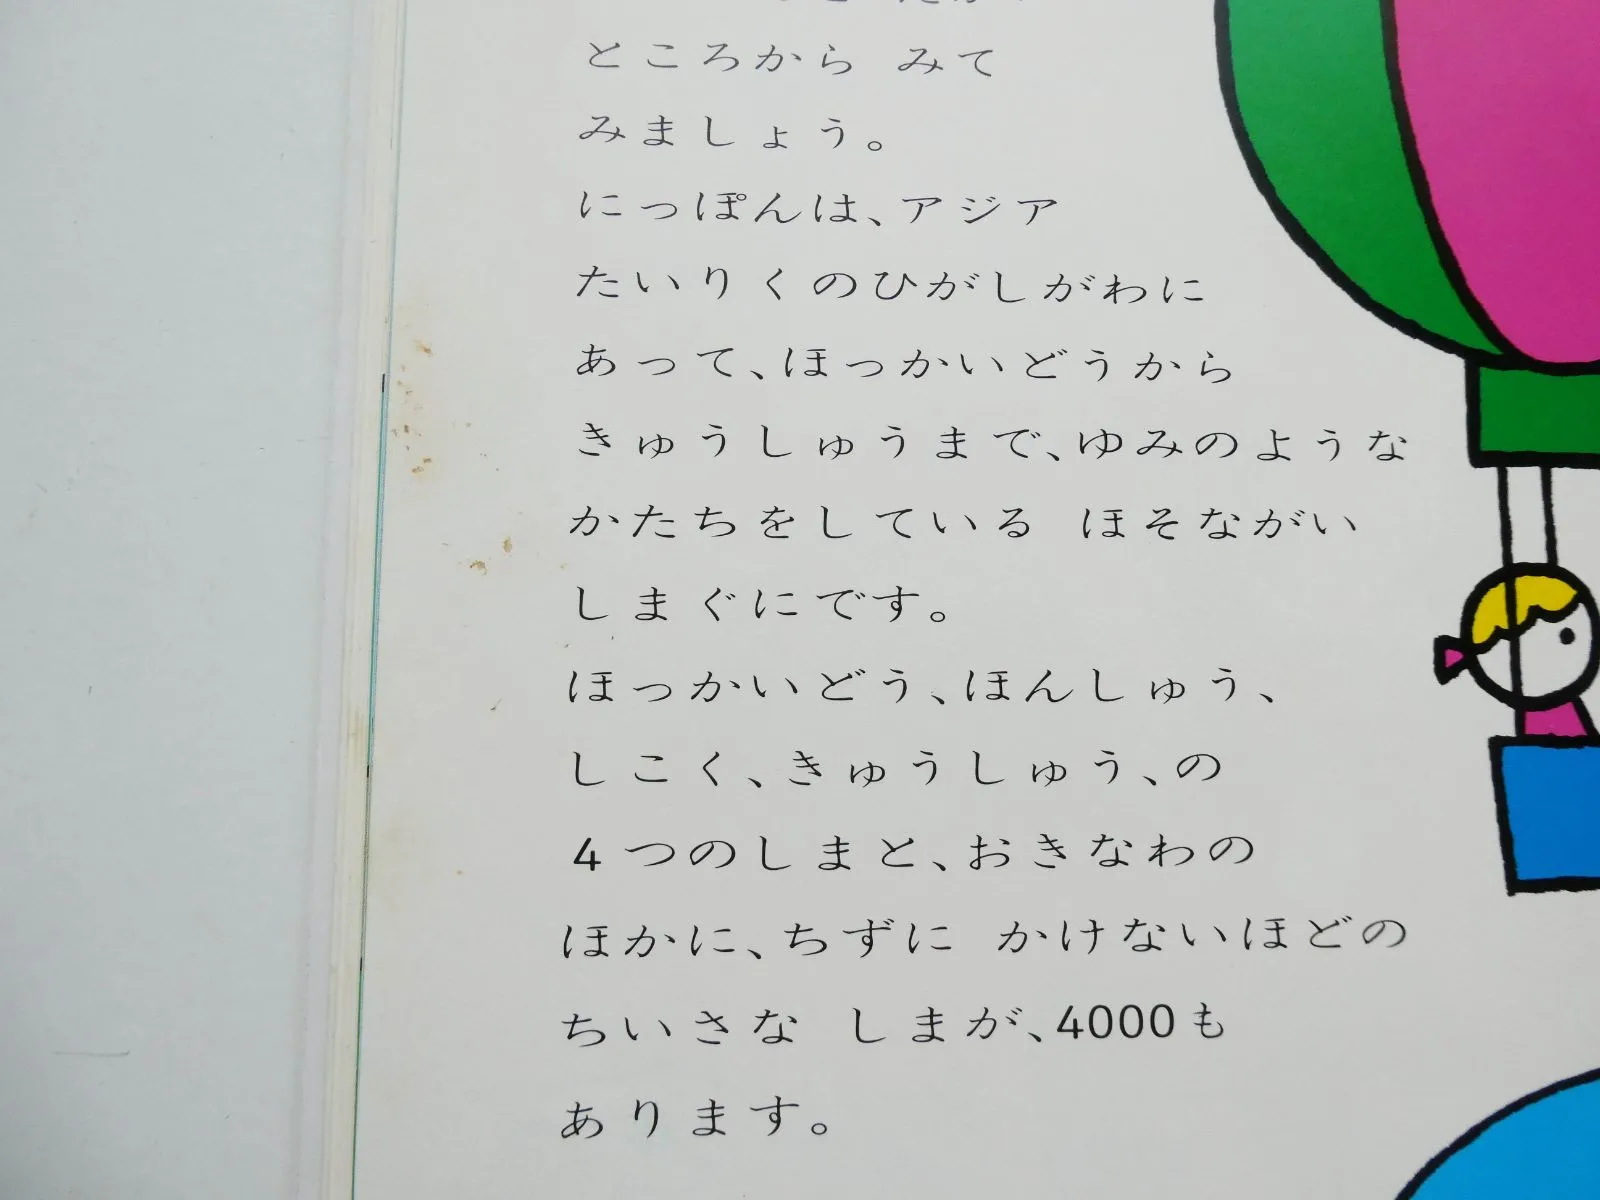 ところから みて
みましょう。
にっぽんは、アジア
たいりくのひがしがわに
あって、ほっかいどうから
きゅうしゅうまで、ゆみのような
かたちをしている ほそながい
しまぐにです。
ほっかいどう、ほんしゅう、
しこく、きゅうしゅう、の
4つのしまと、おきなわの
ほかに、ちずに かけないほどの
ちいさな しまが、4000も
あります。